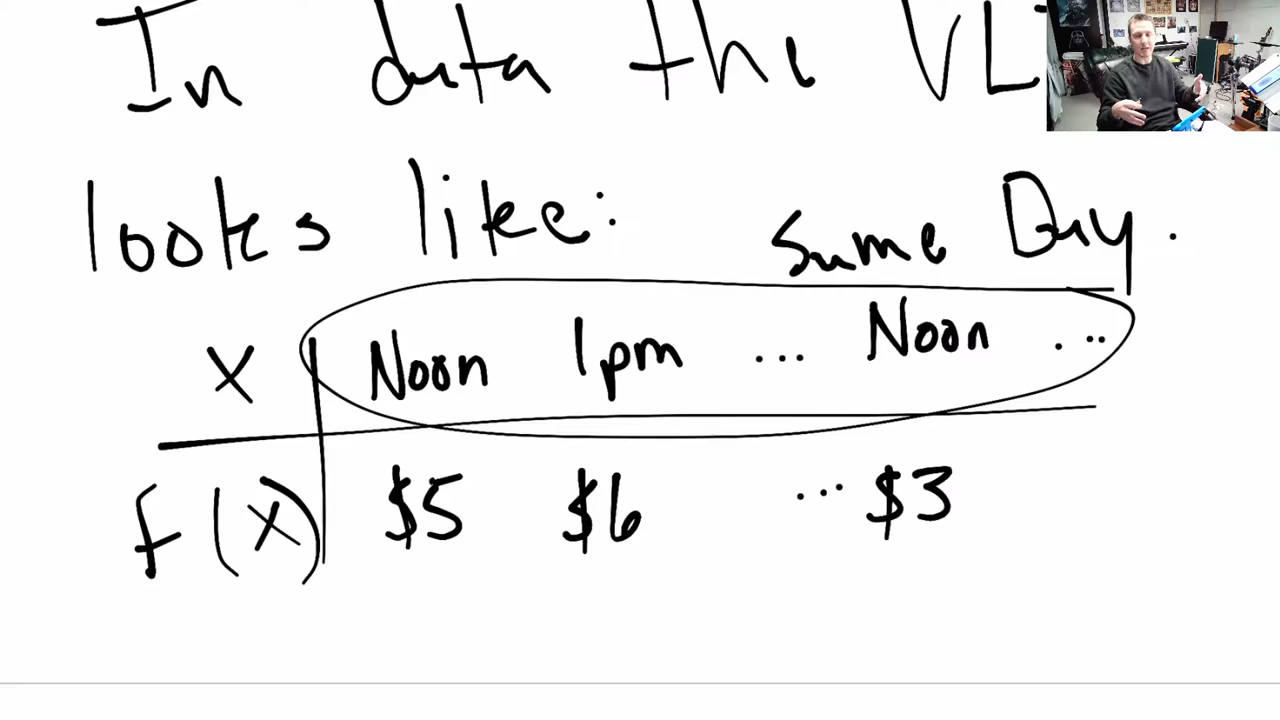 In data the VL
looks like:
Same Day.
x Noon 1pm ... Noon ...
f(x) $5 $6 ... $3